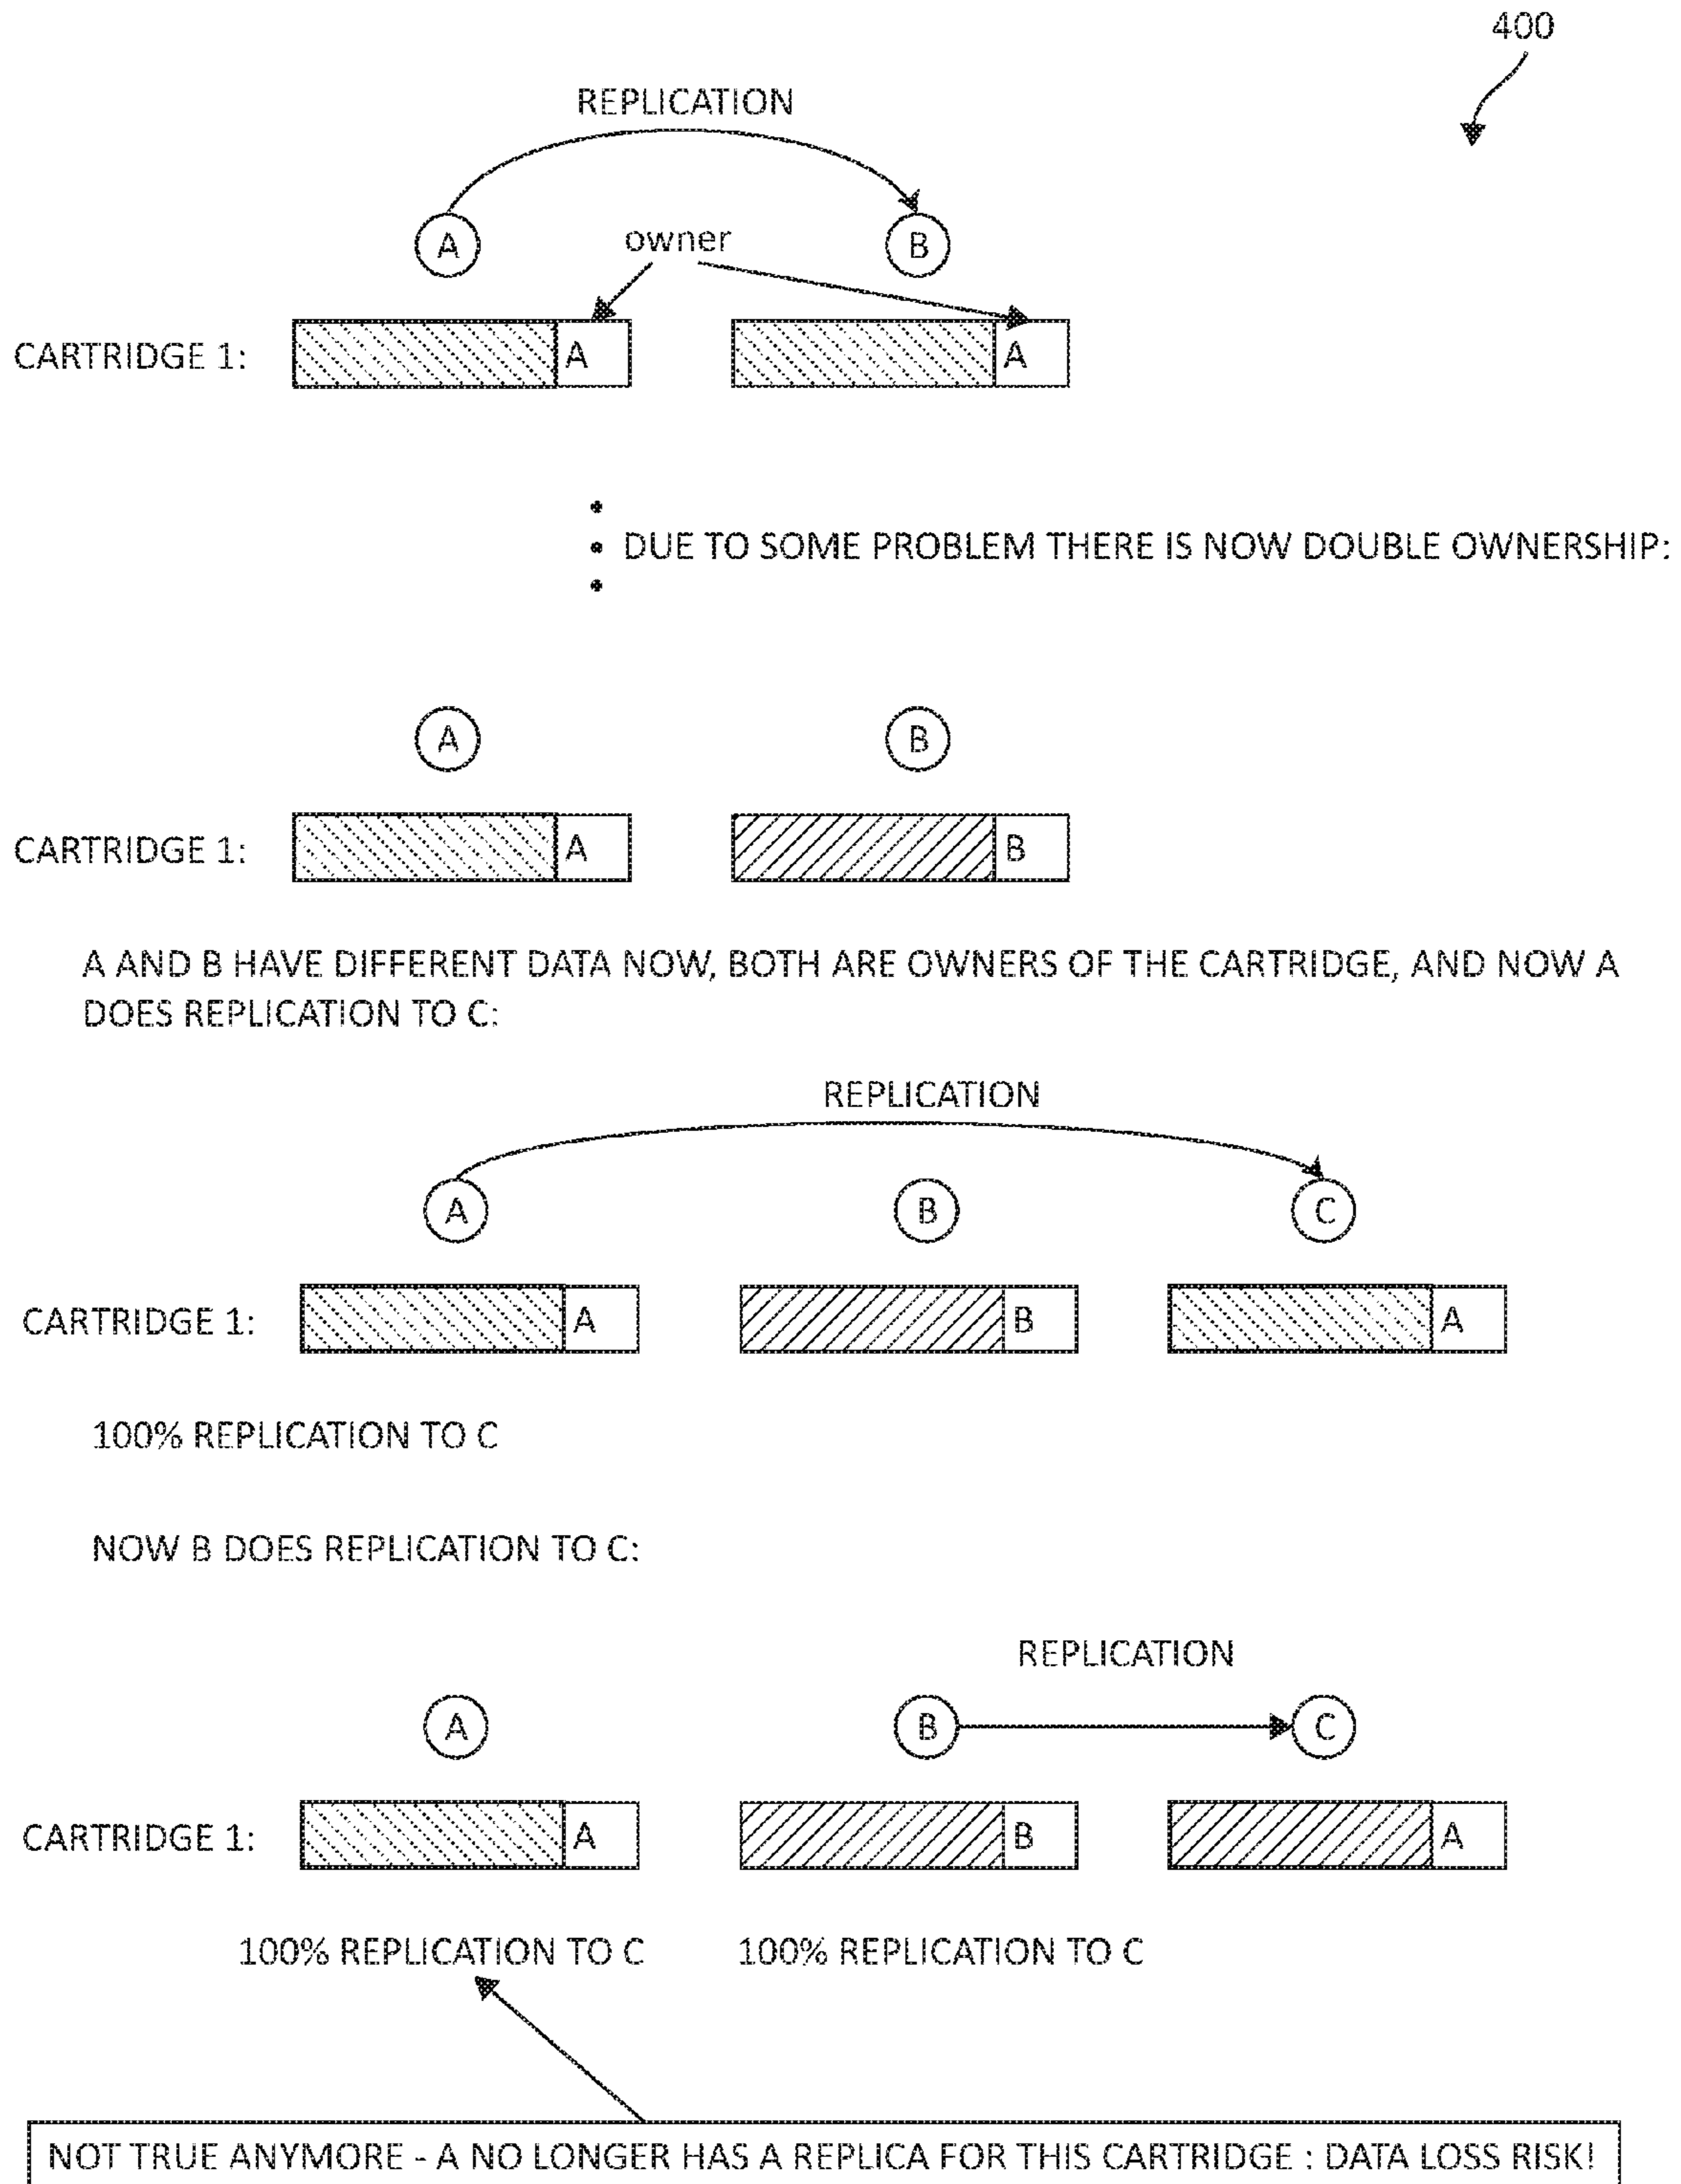 400
REPLICATION
A
owner
B
CARTRIDGE 1:
A
A
DUE TO SOME PROBLEM THERE IS NOW DOUBLE OWNERSHIP:
A
B
CARTRIDGE 1:
A
B
A AND B HAVE DIFFERENT DATA NOW, BOTH ARE OWNERS OF THE CARTRIDGE, AND NOW A
DOES REPLICATION TO C:
REPLICATION
A
B
C
CARTRIDGE 1:
A
B
A
100% REPLICATION TO C
NOW B DOES REPLICATION TO C:
REPLICATION
A
B
C
CARTRIDGE 1:
A
B
A
100% REPLICATION TO C
100% REPLICATION TO C
NOT TRUE ANYMORE - A NO LONGER HAS A REPLICA FOR THIS CARTRIDGE : DATA LOSS RISK!